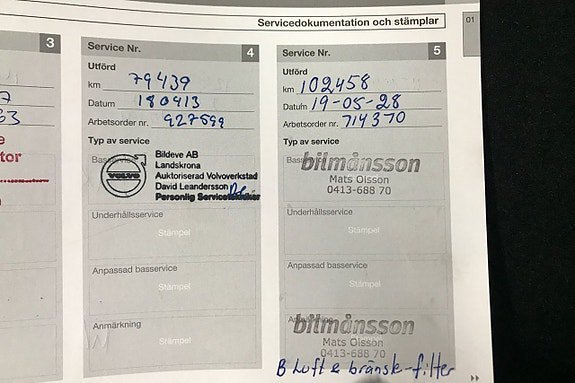 Servicedokumentation och stämplar
01
3
Service Nr. 4
Utförd
km 79439
Datum 180413
Arbetsorder nr. 927599
Typ av service
VOLVO
Bildeve AB
Landskrona
Auktoriserad Volvoverkstad
David Leandersson
Personlig Servicetekniker
Underhållsservice
Stämpel
Anpassad basservice
Stämpel
Anmärkning
Stämpel
Service Nr. 5
Utförd
km 102458
Datum 19-05-28
Arbetsorder nr. 714370
Typ av service
bilmånsson
Mats Olsson
0413-688 70
Underhållsservice
Stämpel
Anpassad basservice
Stämpel
bilmånsson
Mats Olsson
0413-688 70
B Luft & bränsk-filter